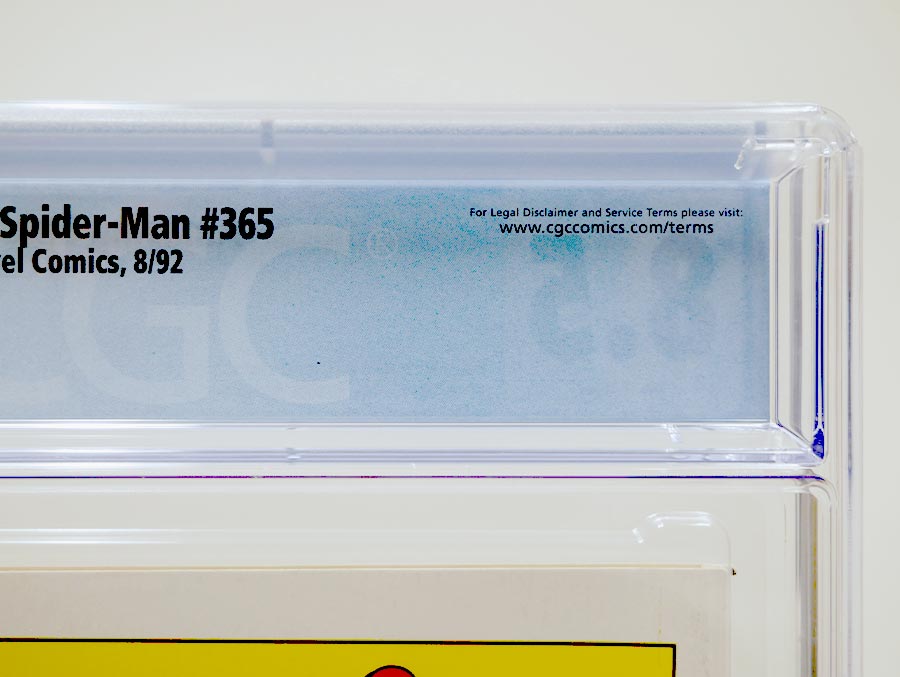 Spider-Man #365
el Comics, 8/92
For Legal Disclaimer and Service Terms please visit:
www.cgccomics.com/terms
CGC